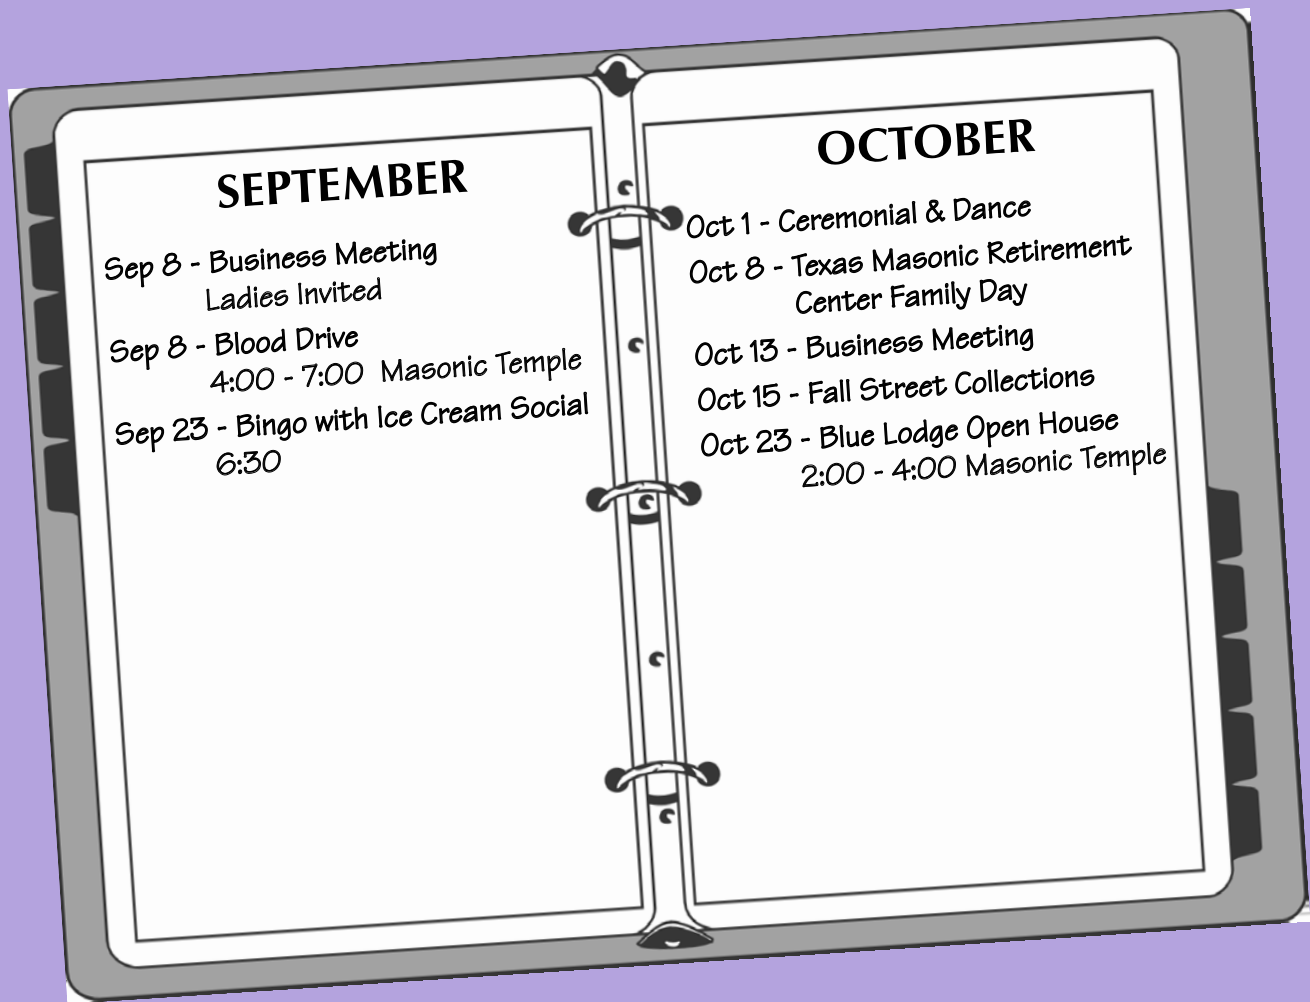 SEPTEMBER
Sep 8 - Business Meeting
Ladies Invited
Sep 8 - Blood Drive
4:00 - 7:00 Masonic Temple
Sep 23 - Bingo with Ice Cream Social
6:30
OCTOBER
Oct 1 - Ceremonial & Dance
Oct 8 - Texas Masonic Retirement
Center Family Day
Oct 13 - Business Meeting
Oct 15 - Fall Street Collections
Oct 23 - Blue Lodge Open House
2:00 - 4:00 Masonic Temple